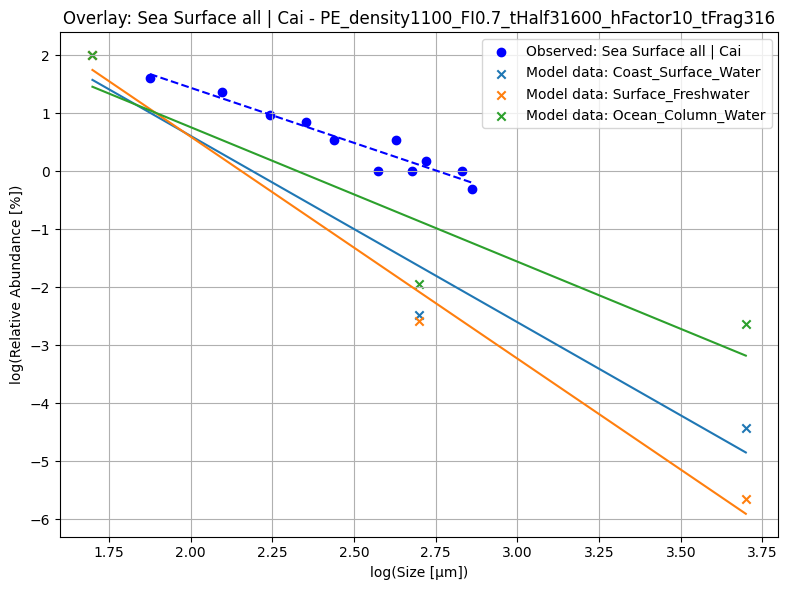 Overlay: Sea Surface all | Cai - PE_density1100_FI0.7_tHalf31600_hFactor10_tFrag316
Observed: Sea Surface all | Cai
Model data: Coast_Surface_Water
Model data: Surface_Freshwater
Model data: Ocean_Column_Water
log(Relative Abundance [%])
2
1
0
−1
−2
−3
−4
−5
−6
1.75 2.00 2.25 2.50 2.75 3.00 3.25 3.50 3.75
log(Size [µm])